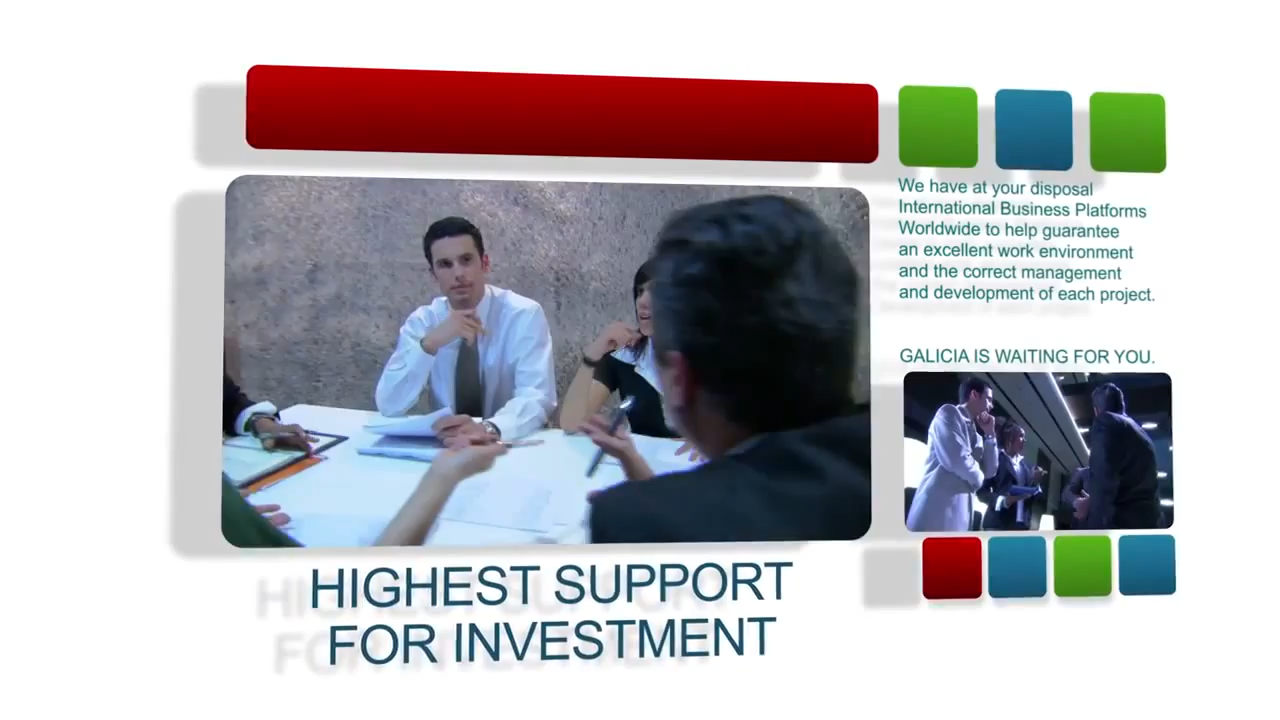 We have at your disposal
International Business Platforms
Worldwide to help guarantee
an excellent work environment
and the correct management
and development of each project.
GALICIA IS WAITING FOR YOU.
HIGHEST SUPPORT
FOR INVESTMENT